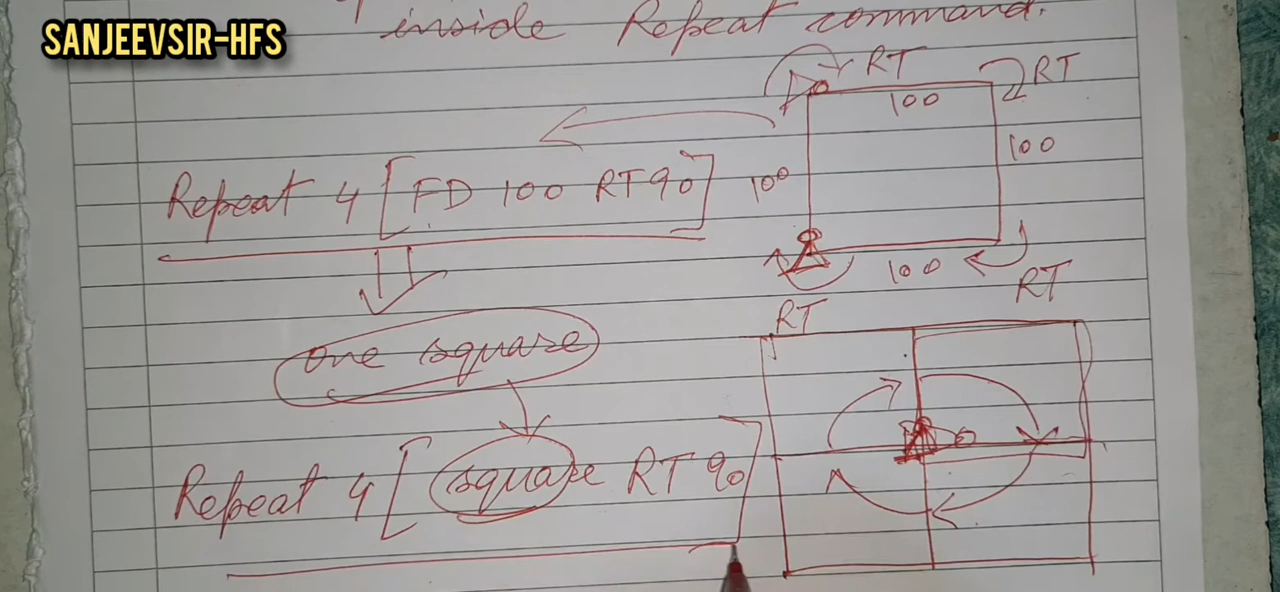 SANJEEVSIR-HFS
inside Repeat command.
RT
RT
100
100
Repeat 4 [FD 100 RT90]
100
100
RT
RT
One square
Repeat 4 [square RT 90]